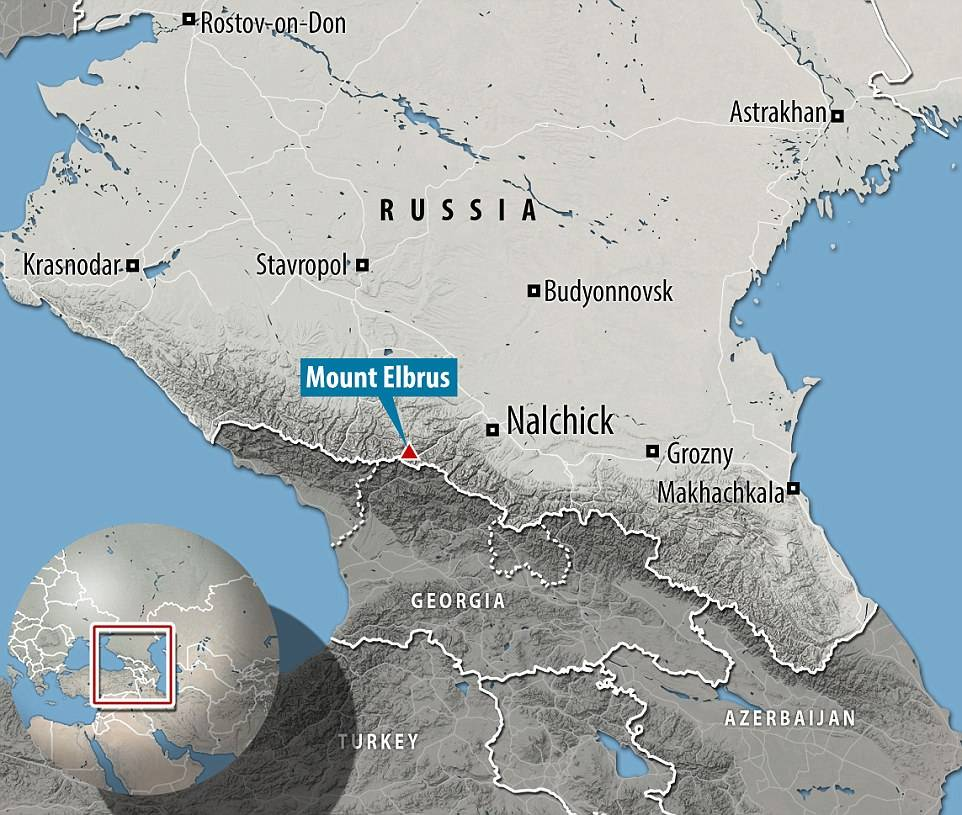 Rostov-on-Don
Astrakhan
RUSSIA
Krasnodar
Stavropol
Budyonnovsk
Mount Elbrus
Nalchick
Grozny
Makhachkala
GEORGIA
AZERBAIJAN
TURKEY